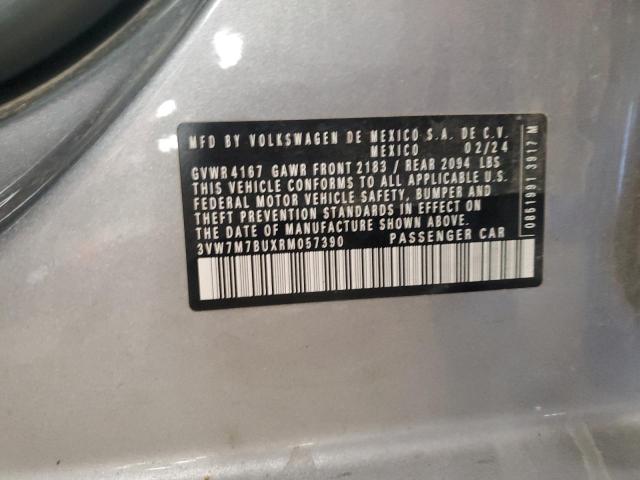 MFD BY VOLKSWAGEN DE MEXICO S.A. DE C.V.
MEXICO 02/24
GVWR 4167 GAWR FRONT 2183 / REAR 2094 LBS
THIS VEHICLE CONFORMS TO ALL APPLICABLE U.S.
FEDERAL MOTOR VEHICLE SAFETY, BUMPER AND
THEFT PREVENTION STANDARDS IN EFFECT ON
THE DATE OF MANUFACTURE SHOWN ABOVE.
3VW7M7BUXRM057390 PASSENGER CAR
0861991 3917 M